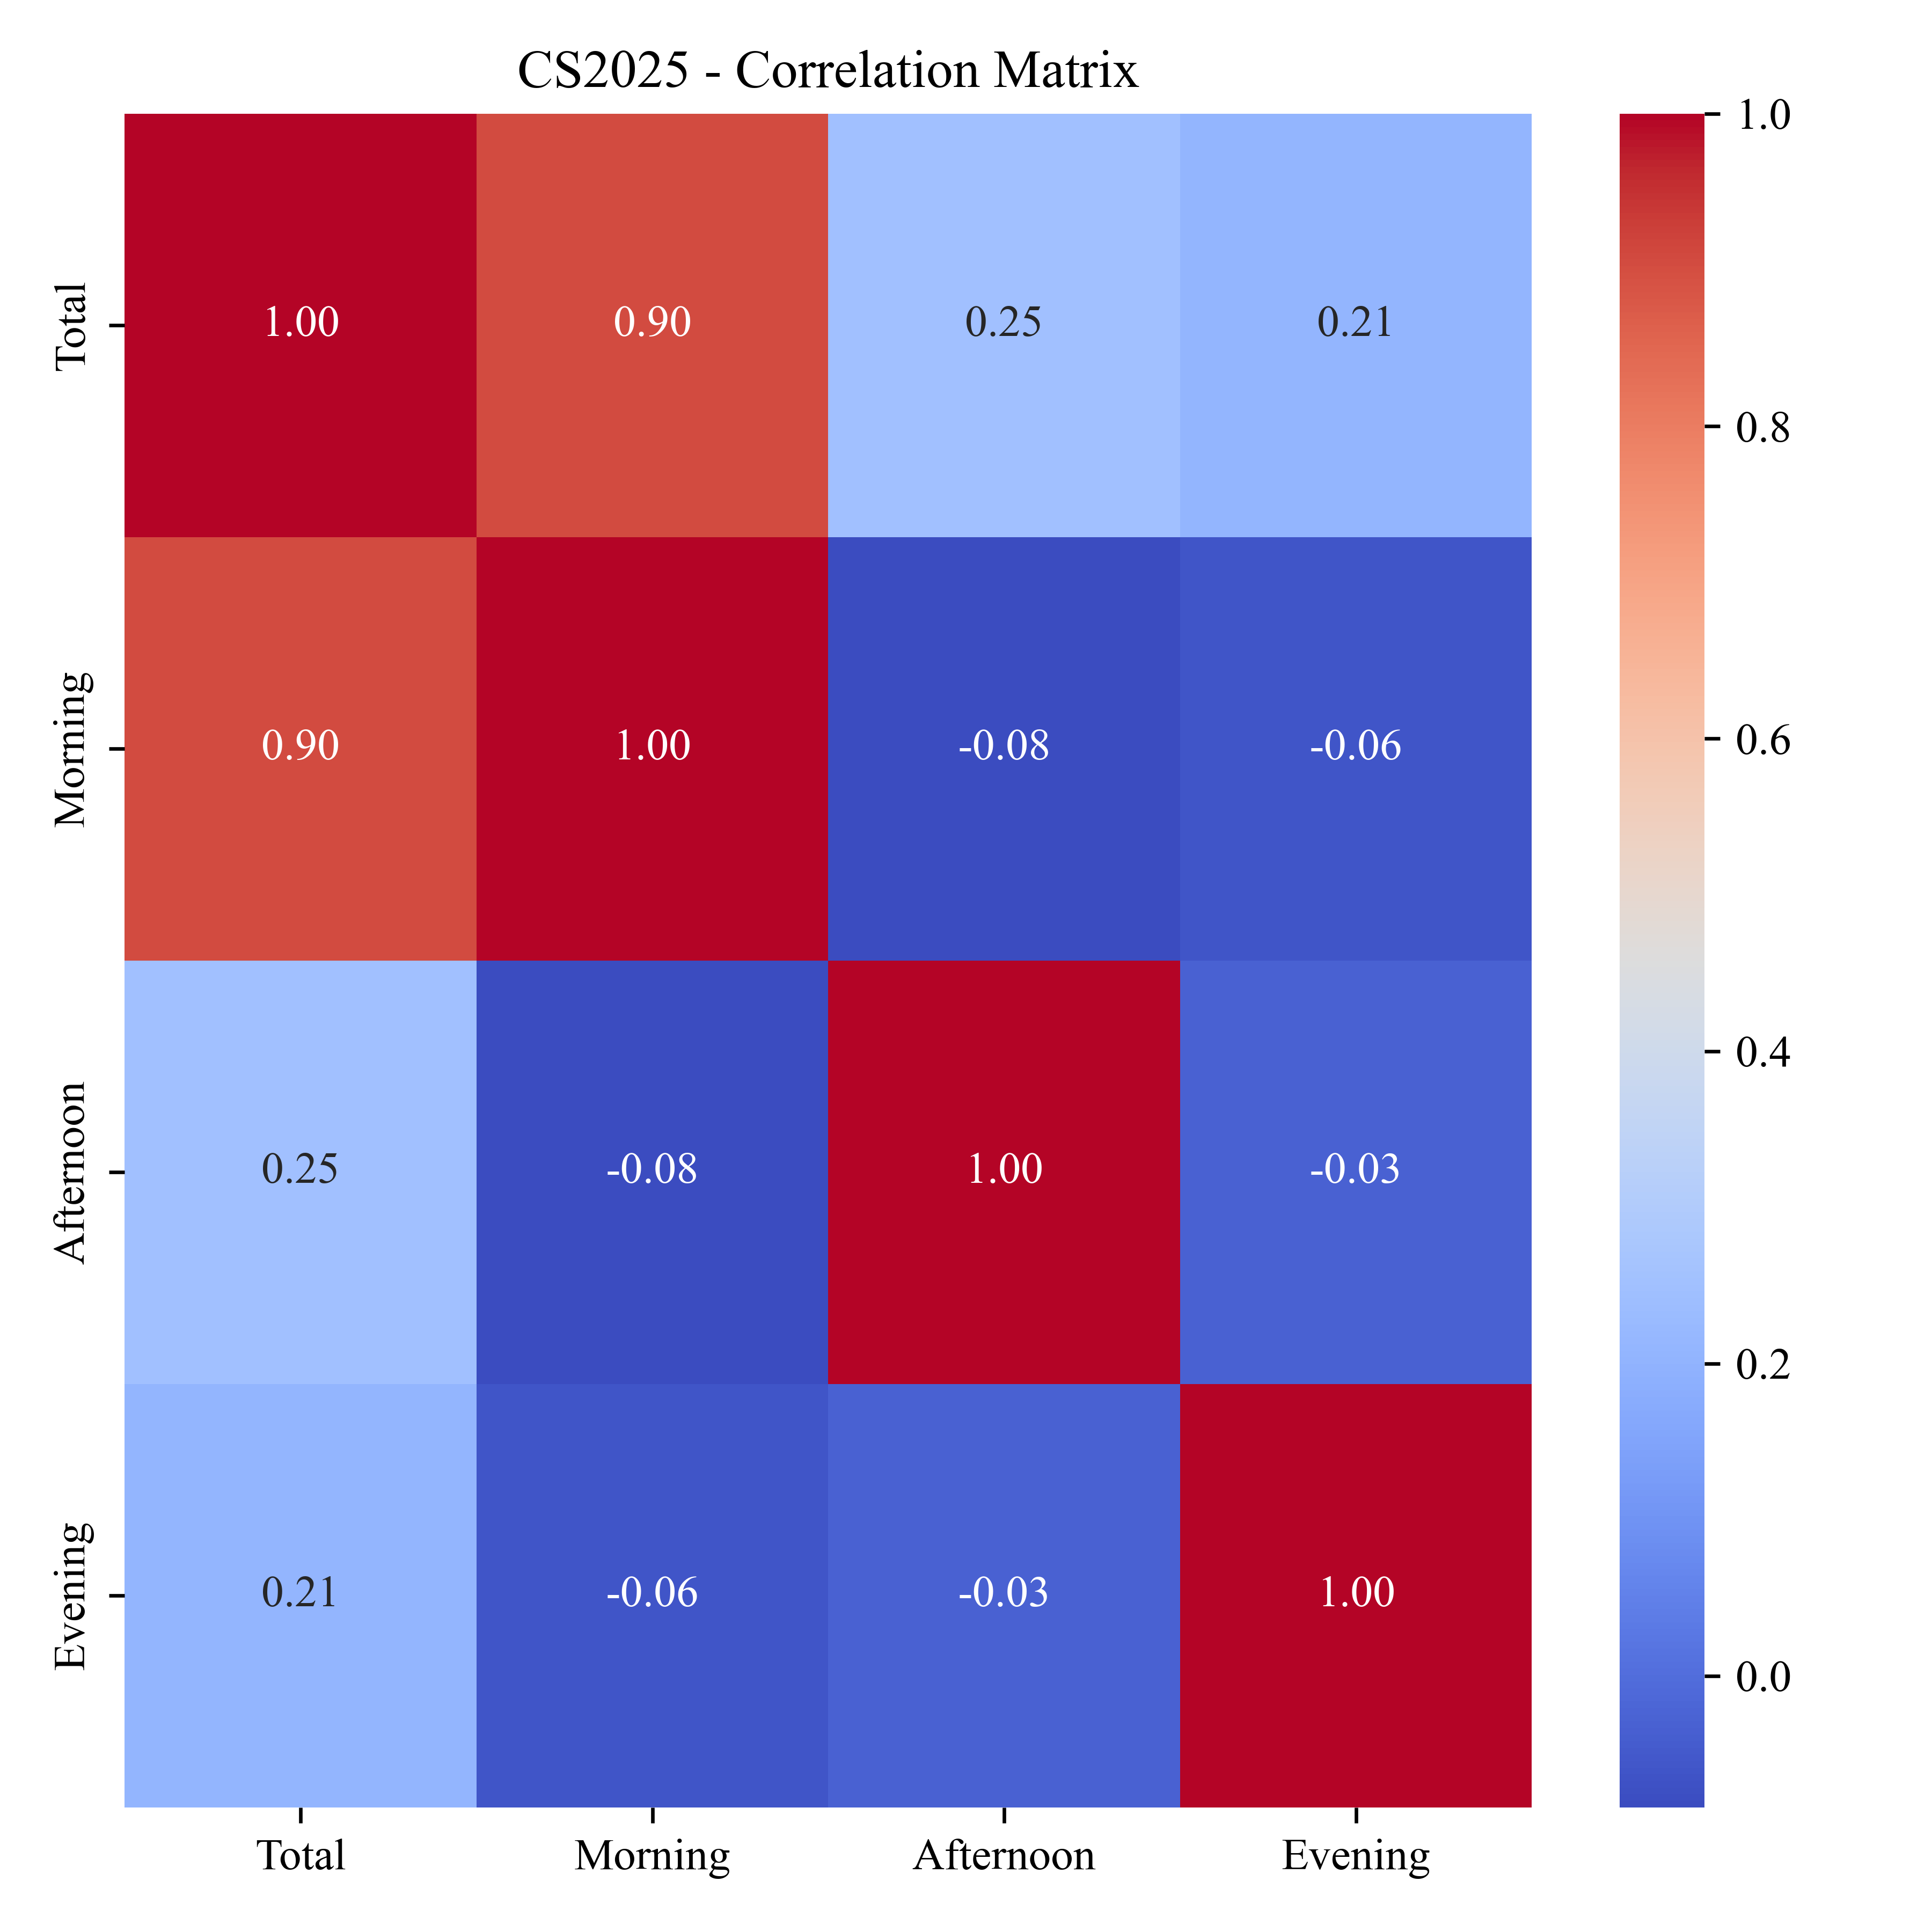 CS2025 - Correlation Matrix
Total 1.00 0.90 0.25 0.21
Morning 0.90 1.00 -0.08 -0.06
Afternoon 0.25 -0.08 1.00 -0.03
Evening 0.21 -0.06 -0.03 1.00
Total Morning Afternoon Evening
1.0
0.8
0.6
0.4
0.2
0.0